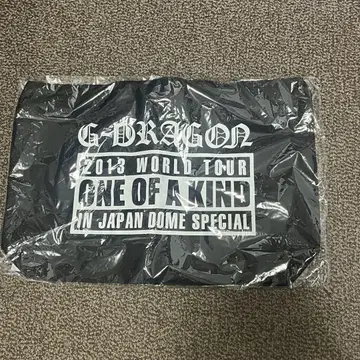 G-DRAGON
2013 WORLD TOUR
ONE OF A KIND
IN JAPAN DOME SPECIAL